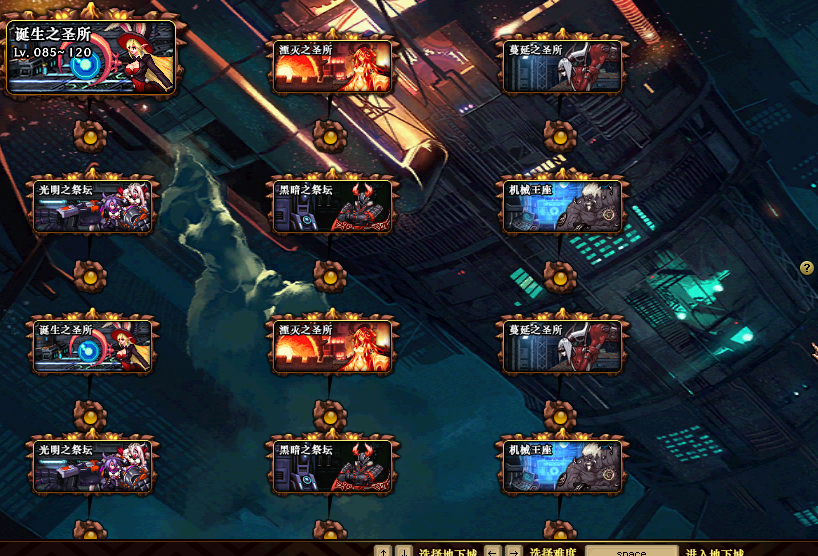 诞生之圣所
Lv. 085~120
湮灭之圣所
蔓延之圣所
光明之祭坛
黑暗之祭坛
机械王座
诞生之圣所
湮灭之圣所
蔓延之圣所
光明之祭坛
黑暗之祭坛
机械王座
?
↑ ↓ 选择地下城 ← → 选择难度 space 进入地下城